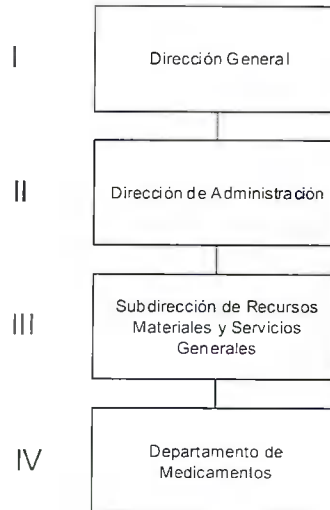 I
Dirección General
II
Dirección de Administración
III
Subdirección de Recursos
Materiales y Servicios
Generales
IV
Departamento de
Medicamentos